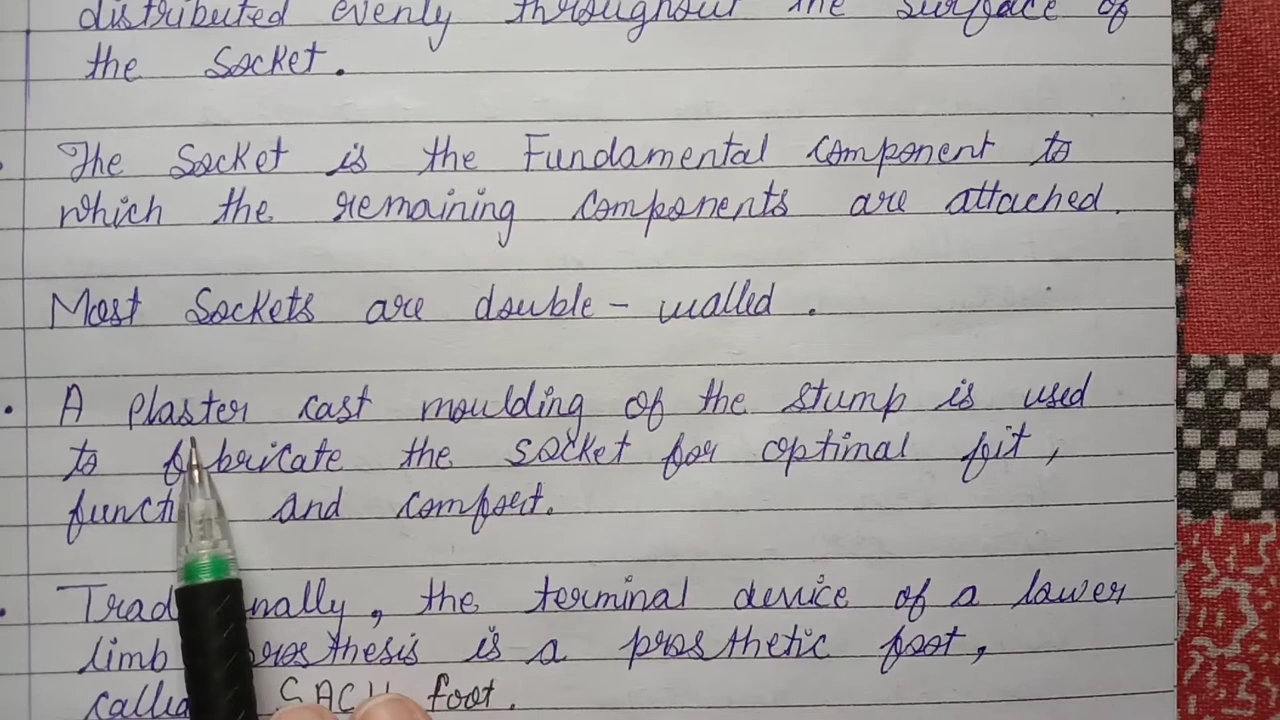 distributed evenly throughout the surface of
the Socket.
The Socket is the Fundamental component to
which the remaining components are attached.
Most Sockets are double-walled.
• A plaster cast moulding of the stump is used
to fabricate the socket for optimal fit,
and comfort.
the terminal device of a lower
limb prosthesis is a prosthetic foot,
SACH foot.